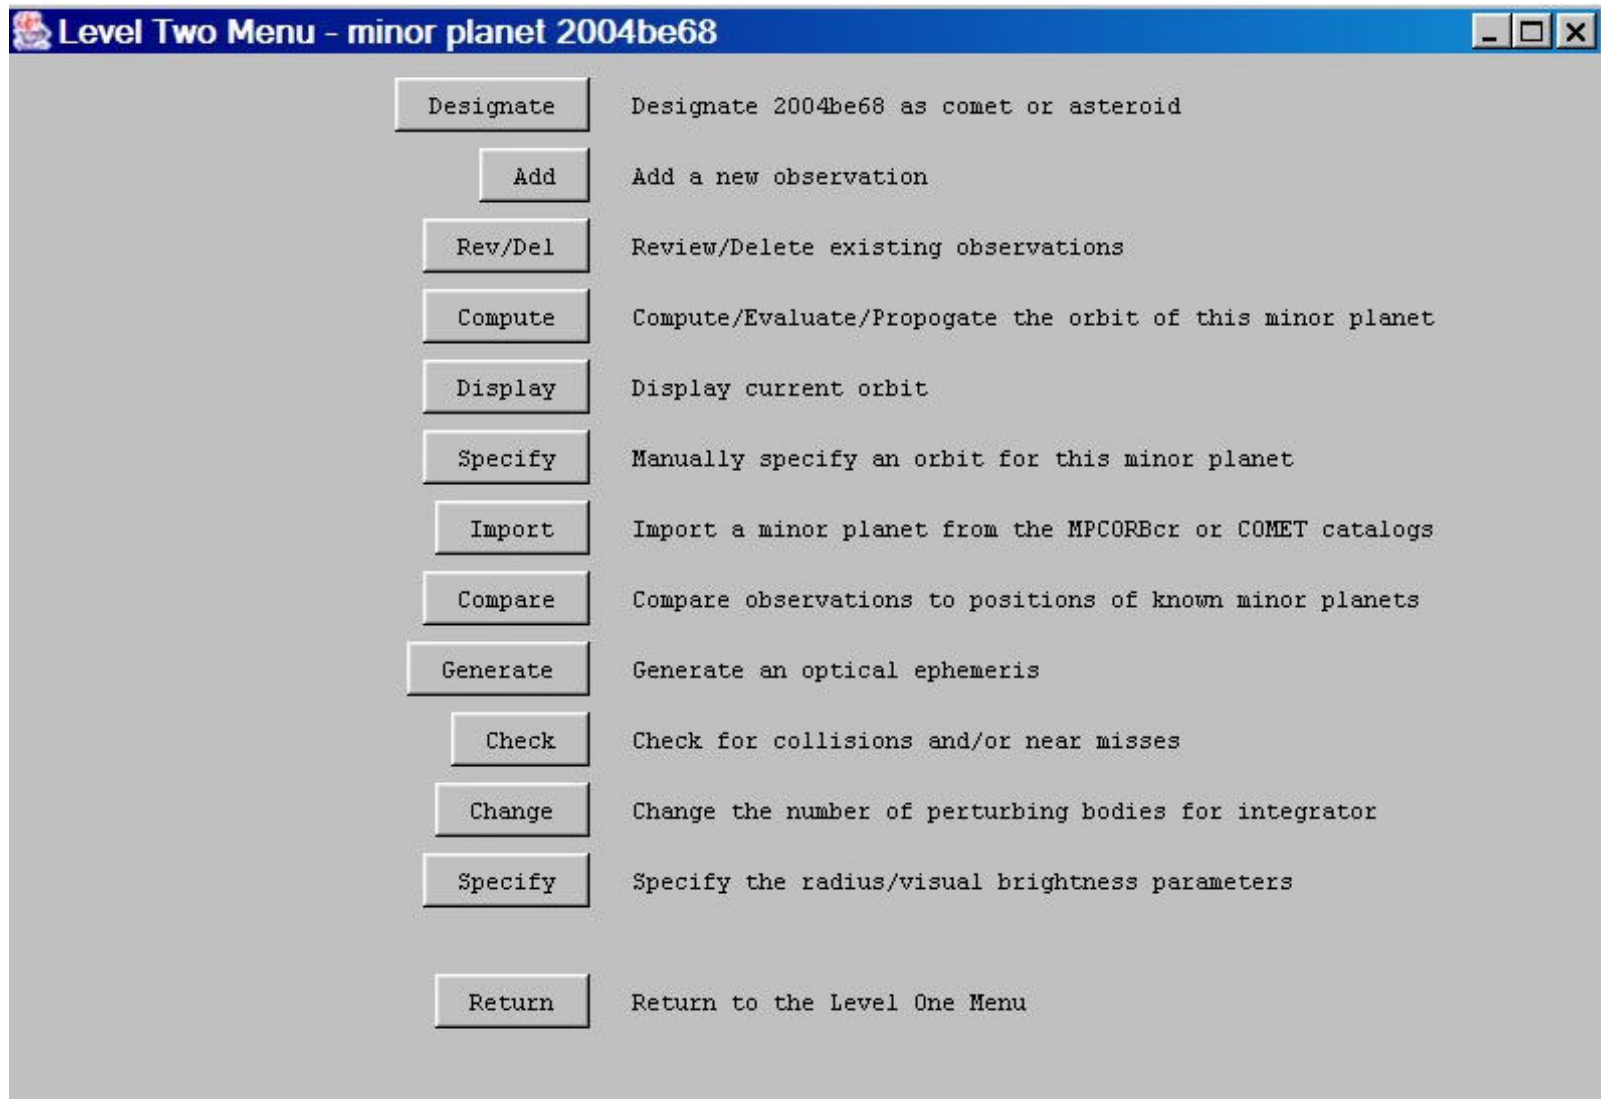 Level Two Menu - minor planet 2004be68
Designate Designate 2004be68 as comet or asteroid
Add Add a new observation
Rev/Del Review/Delete existing observations
Compute Compute/Evaluate/Propogate the orbit of this minor planet
Display Display current orbit
Specify Manually specify an orbit for this minor planet
Import Import a minor planet from the MPCORBcr or COMET catalogs
Compare Compare observations to positions of known minor planets
Generate Generate an optical ephemeris
Check Check for collisions and/or near misses
Change Change the number of perturbing bodies for integrator
Specify Specify the radius/visual brightness parameters
Return Return to the Level One Menu